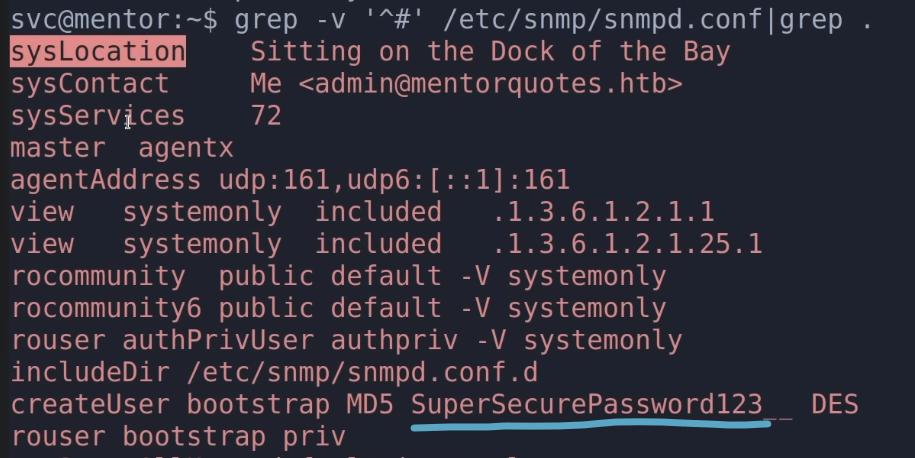 svc@mentor:~$ grep -v '^#' /etc/snmp/snmpd.conf|grep .
sysLocation    Sitting on the Dock of the Bay
sysContact     Me <admin@mentorquotes.htb>
sysServices    72
master  agentx
agentAddress udp:161,udp6:[::1]:161
view   systemonly  included   .1.3.6.1.2.1.1
view   systemonly  included   .1.3.6.1.2.1.25.1
rocommunity  public default -V systemonly
rocommunity6 public default -V systemonly
rouser authPrivUser authpriv -V systemonly
includeDir /etc/snmp/snmpd.conf.d
createUser bootstrap MD5 SuperSecurePassword123__ DES
rouser bootstrap priv